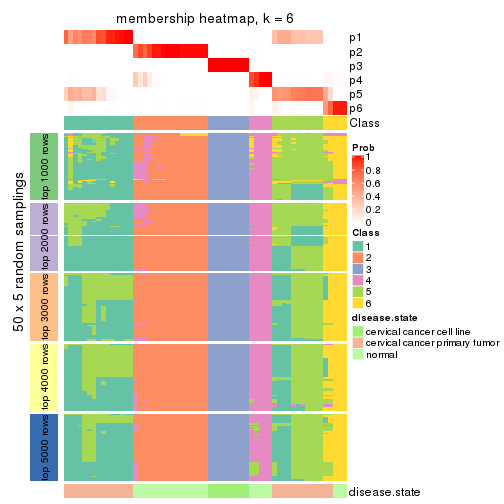 membership heatmap, k = 6
p1
p2
p3
p4
p5
p6
Class
50 x 5 random samplings
top 1000 rows
top 2000 rows
top 3000 rows
top 4000 rows
top 5000 rows
Prob
1
0.8
0.6
0.4
0.2
0
Class
1
2
3
4
5
6
disease.state
cervical cancer cell line
cervical cancer primary tumor
normal
disease.state